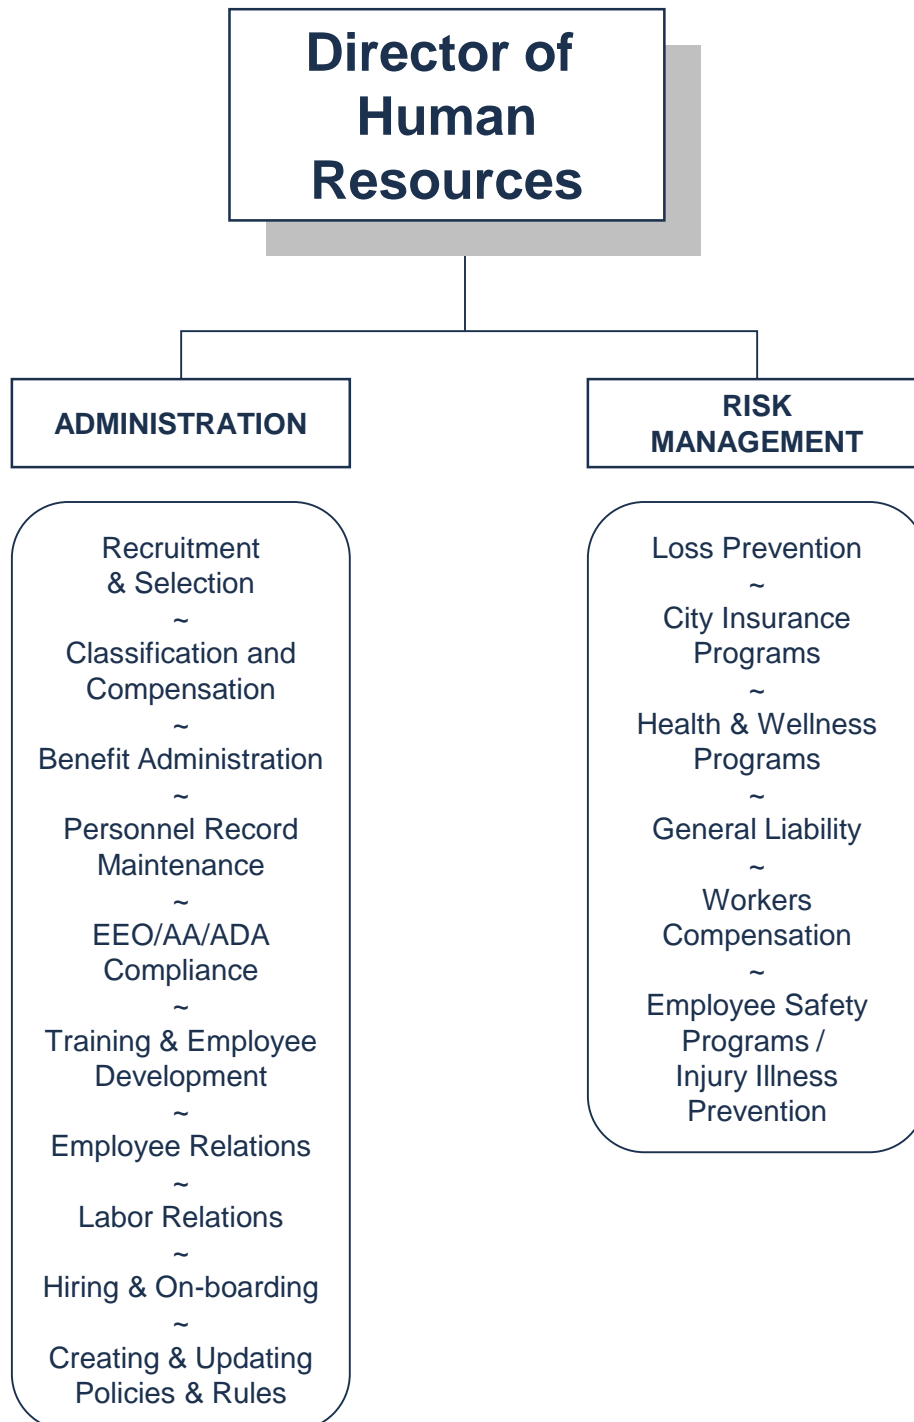 Director of
Human
Resources
ADMINISTRATION
RISK
MANAGEMENT
Recruitment
& Selection
~
Classification and
Compensation
~
Benefit Administration
~
Personnel Record
Maintenance
~
EEO/AA/ADA
Compliance
~
Training & Employee
Development
~
Employee Relations
~
Labor Relations
~
Hiring & On-boarding
~
Creating & Updating
Policies & Rules
Loss Prevention
~
City Insurance
Programs
~
Health & Wellness
Programs
~
General Liability
~
Workers
Compensation
~
Employee Safety
Programs /
Injury Illness
Prevention